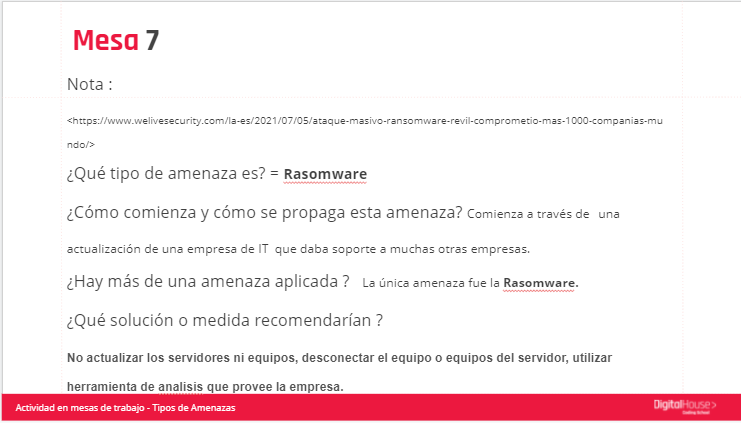 Mesa 7
Nota :
<https://www.welivesecurity.com/la-es/2021/07/05/ataque-masivo-ransomware-revil-comprometio-mas-1000-companias-mu
ndo/>
¿Qué tipo de amenaza es? = Rasomware
¿Cómo comienza y cómo se propaga esta amenaza? Comienza a través de una
actualización de una empresa de IT que daba soporte a muchas otras empresas.
¿Hay más de una amenaza aplicada ? La única amenaza fue la Rasomware.
¿Qué solución o medida recomendarían ?
No actualizar los servidores ni equipos, desconectar el equipo o equipos del servidor, utilizar
herramienta de analisis que provee la empresa.
Actividad en mesas de trabajo - Tipos de Amenazas
DigitalHouse>
Coding School